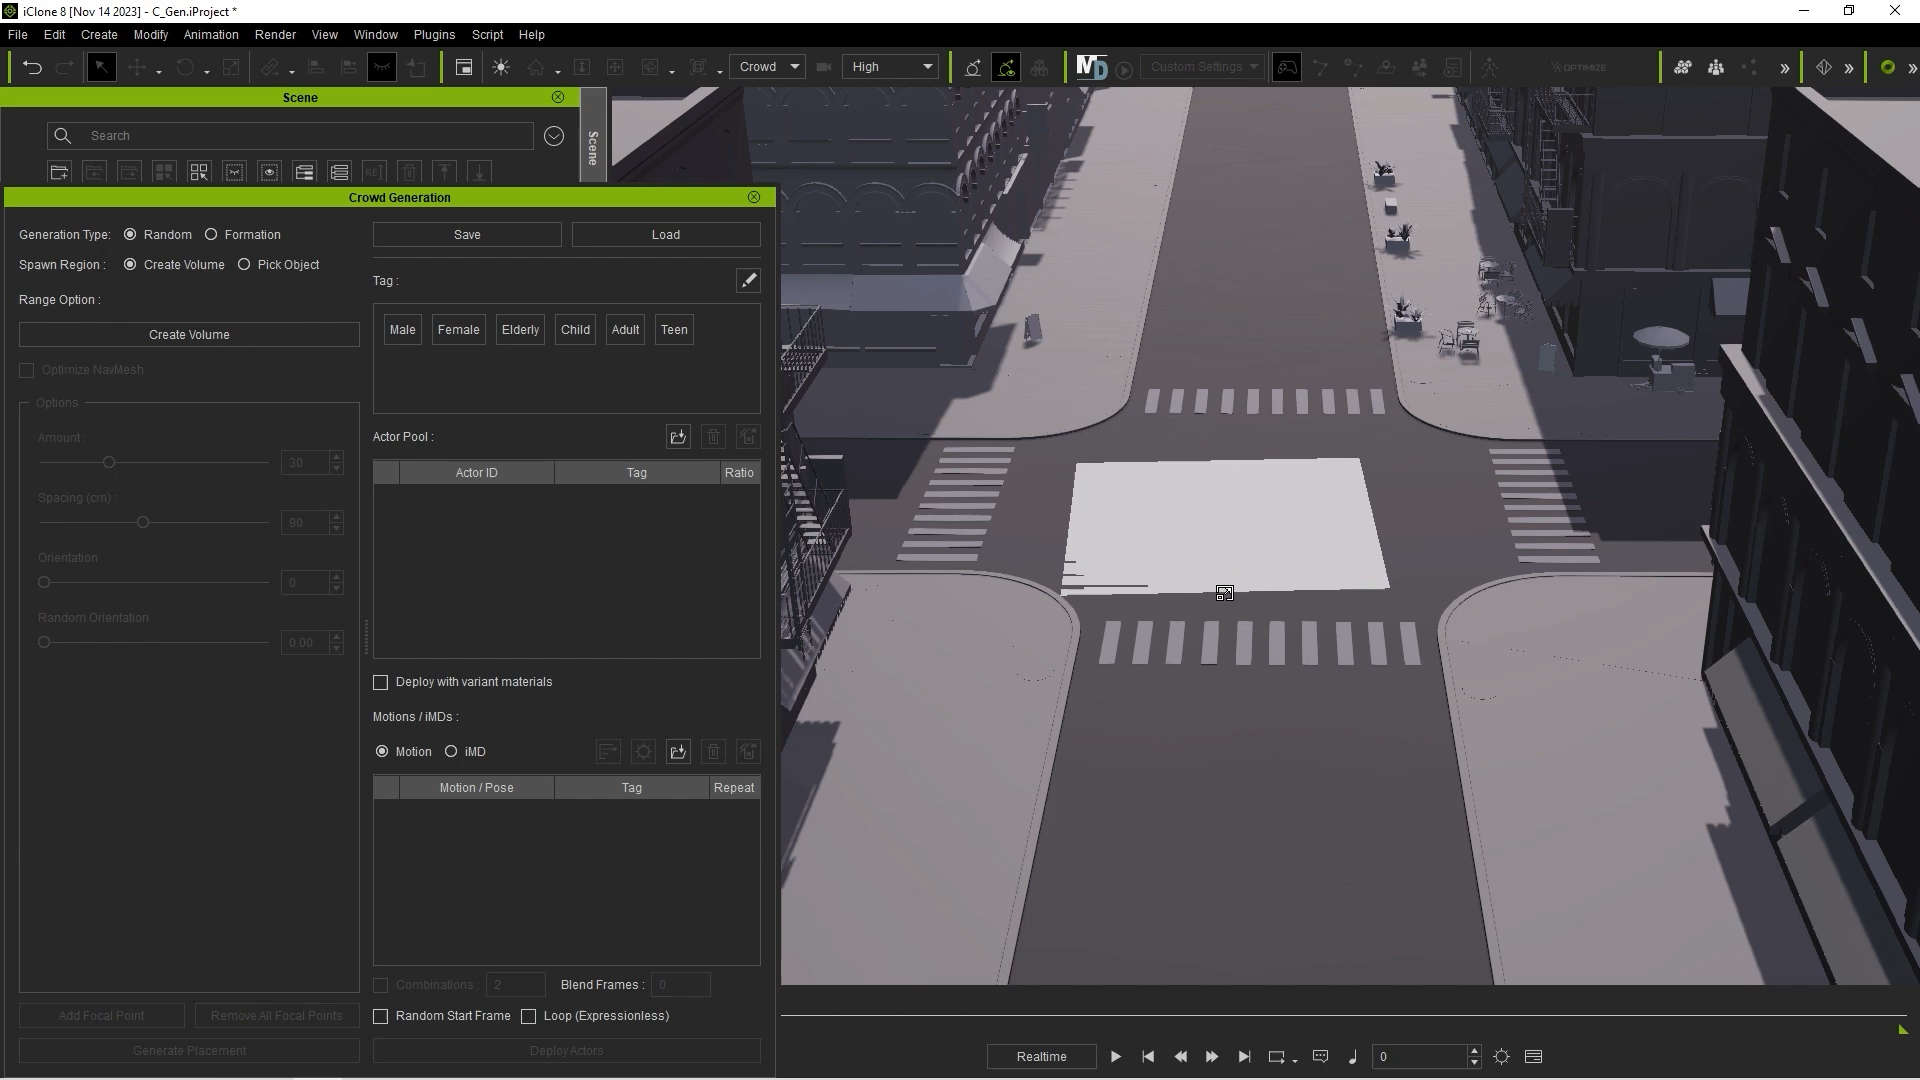 iClone 8 [Nov 14 2023] - C_Gen.iProject *
File Edit Create Modify Animation Render View Window Plugins Script Help
Crowd High MD Custom Settings OPTIMIZE
Scene
Scene
Search
RE
Crowd Generation
Generation Type: Random Formation
Save Load
Spawn Region : Create Volume Pick Object
Tag :
Range Option :
Create Volume
Male Female Elderly Child Adult Teen
Optimize NavMesh
Options
Amount :
30
Spacing (cm) :
90
Orientation
0
Random Orientation
0.00
Actor Pool :
Actor ID Tag Ratio
Deploy with variant materials
Motions / iMDs :
Motion iMD
Motion / Pose Tag Repeat
Combinations : 2 Blend Frames : 0
Random Start Frame Loop (Expressionless)
Add Focal Point Remove All Focal Points
Generate Placement
Deploy Actors
Realtime 0